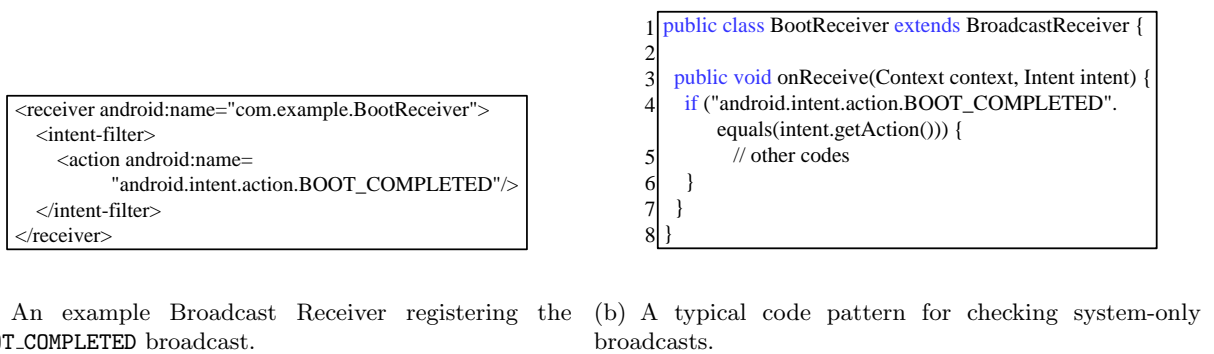 <receiver android:name="com.example.BootReceiver">
<intent-filter>
<action android:name=
"android.intent.action.BOOT_COMPLETED"/>
</intent-filter>
</receiver>
An example Broadcast Receiver registering the
OT_COMPLETED broadcast.
1 public class BootReceiver extends BroadcastReceiver {
2
3 public void onReceive(Context context, Intent intent) {
4 if ("android.intent.action.BOOT_COMPLETED".
equals(intent.getAction())) {
5 // other codes
6 }
7 }
8 }
(b) A typical code pattern for checking system-only
broadcasts.